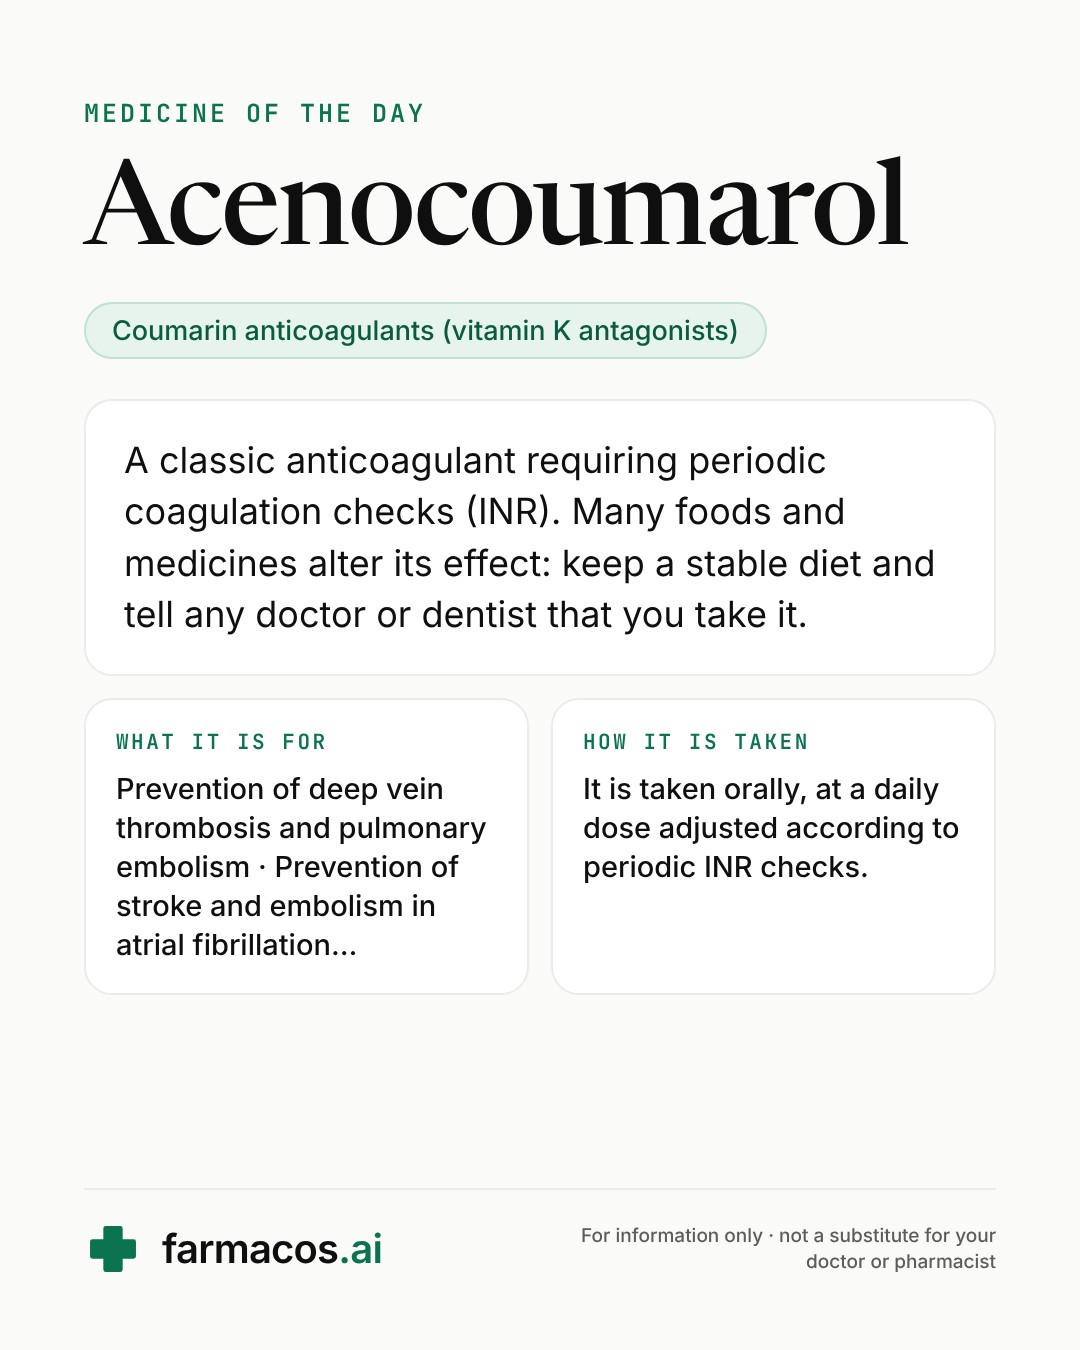 MEDICINE OF THE DAY
Acenocoumarol
Coumarin anticoagulants (vitamin K antagonists)
A classic anticoagulant requiring periodic
coagulation checks (INR). Many foods and
medicines alter its effect: keep a stable diet and
tell any doctor or dentist that you take it.
WHAT IT IS FOR
Prevention of deep vein
thrombosis and pulmonary
embolism · Prevention of
stroke and embolism in
atrial fibrillation…
HOW IT IS TAKEN
It is taken orally, at a daily
dose adjusted according to
periodic INR checks.
farmacos.ai
For information only · not a substitute for your
doctor or pharmacist